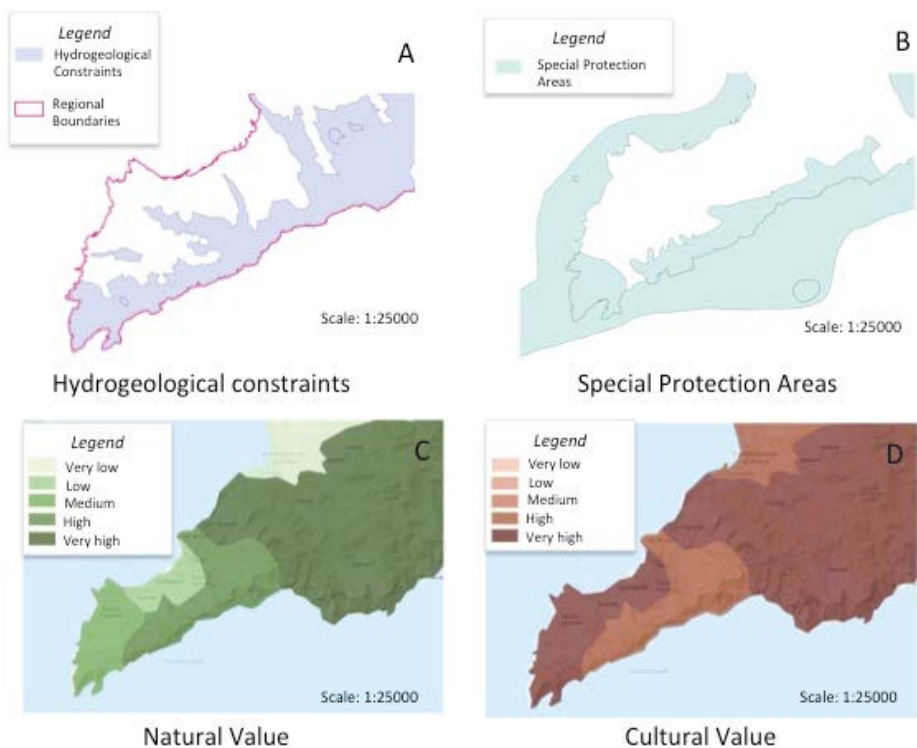 Legend
Hydrogeological
Constraints
Regional
Boundaries
A
Scale: 1:25000
Hydrogeological constraints
Legend
Special Protection
Areas
B
Scale: 1:25000
Special Protection Areas
Legend
Very low
Low
Medium
High
Very high
C
Scale: 1:25000
Natural Value
Legend
Very low
Low
Medium
High
Very high
D
Scale: 1:25000
Cultural Value